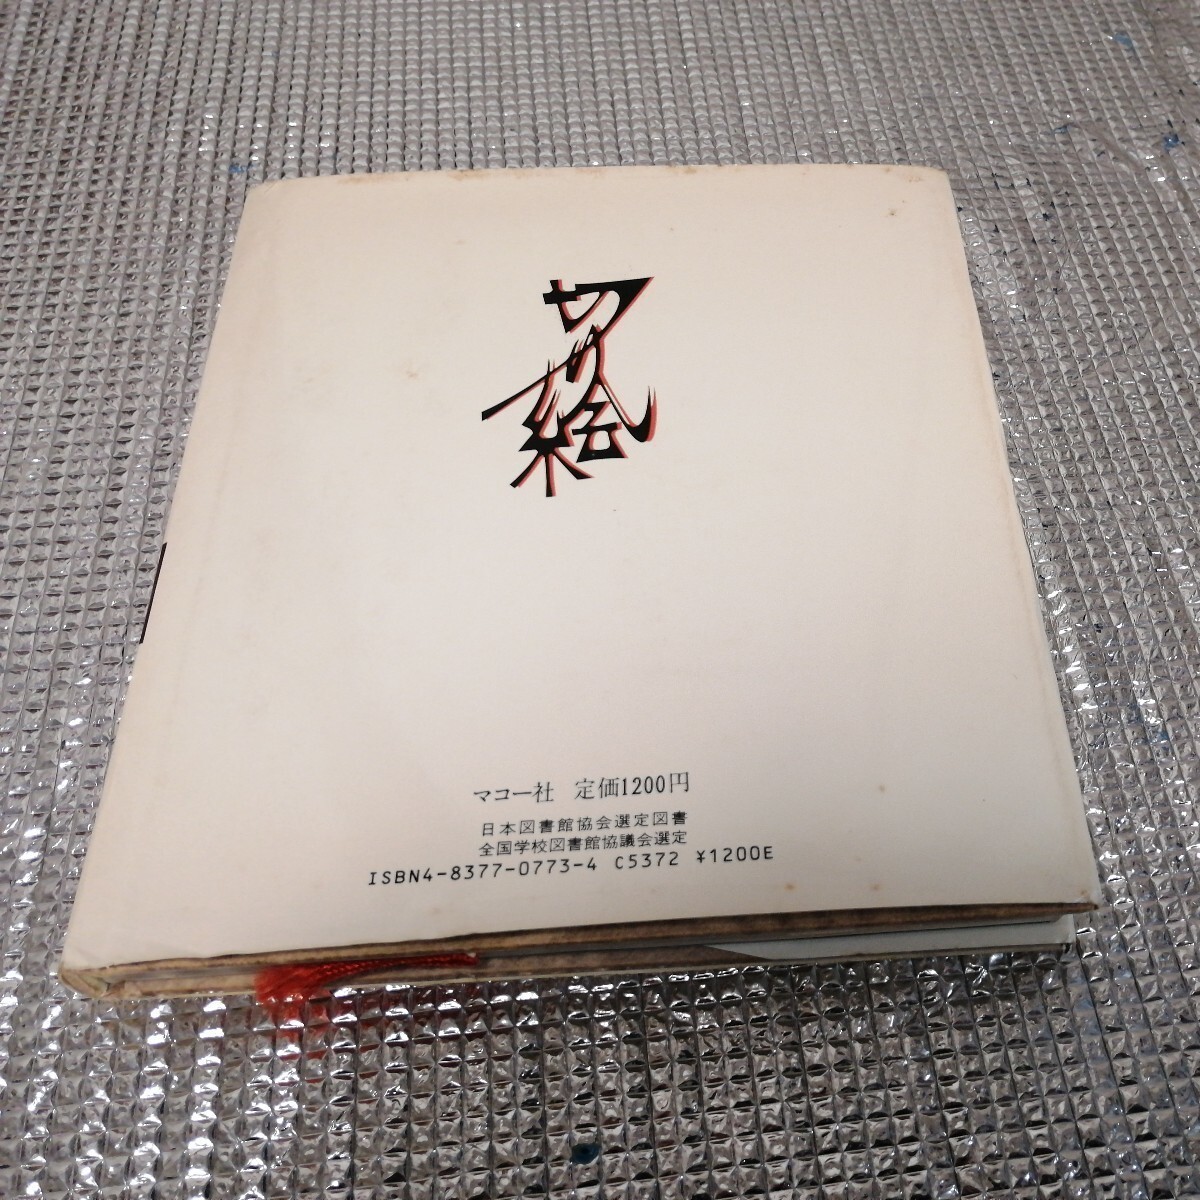 切り絵
マコー社 定価1200円
日本図書館協会選定図書
全国学校図書館協議会選定
ISBN4-8377-0773-4 C5372 ¥1200E